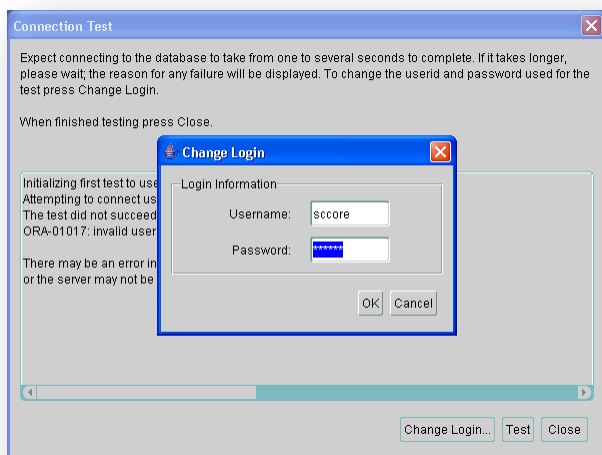 Connection Test
Expect connecting to the database to take from one to several seconds to complete. If it takes longer,
please wait; the reason for any failure will be displayed. To change the userid and password used for the
test press Change Login.
When finished testing press Close.
Initializing first test to use
Attempting to connect us
The test did not succeed
ORA-01017: invalid user
There may be an error in
or the server may not be
Change Login
Login Information
Username: sccore
Password: ******
OK Cancel
Change Login... Test Close